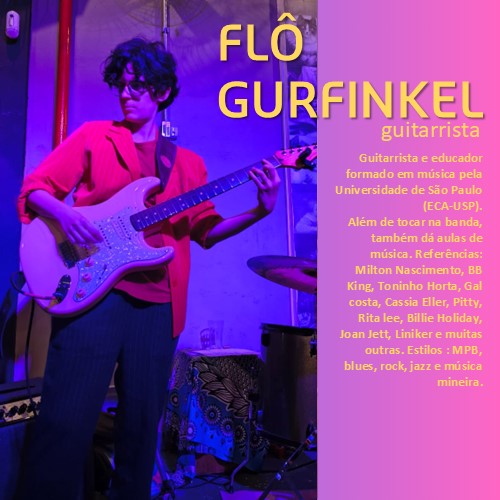 FLÔ
GURFINKEL
guitarrista
Guitarrista e educador
formado em música pela
Universidade de São Paulo
(ECA-USP).
Além de tocar na banda,
também dá aulas de
música. Referências:
Milton Nascimento, BB
King, Toninho Horta, Gal
costa, Cassia Eller, Pitty,
Rita lee, Billie Holiday,
Joan Jett, Liniker e muitas
outras. Estilos : MPB,
blues, rock, jazz e música
mineira.